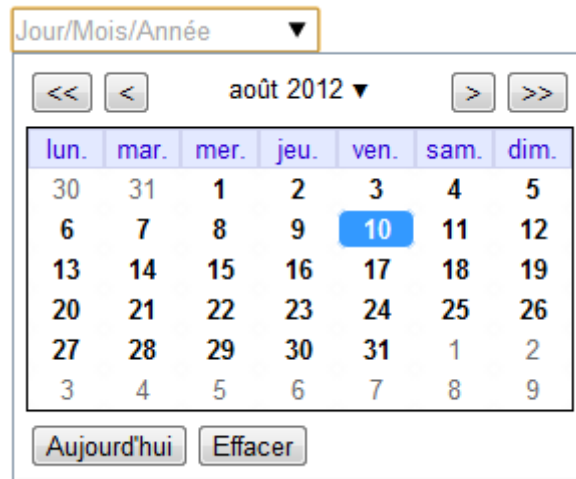 Jour/Mois/Année ▼
<< < août 2012 ▼ > >>
lun. mar. mer. jeu. ven. sam. dim.
30 31 1 2 3 4 5
6 7 8 9 10 11 12
13 14 15 16 17 18 19
20 21 22 23 24 25 26
27 28 29 30 31 1 2
3 4 5 6 7 8 9
Aujourd'hui Effacer